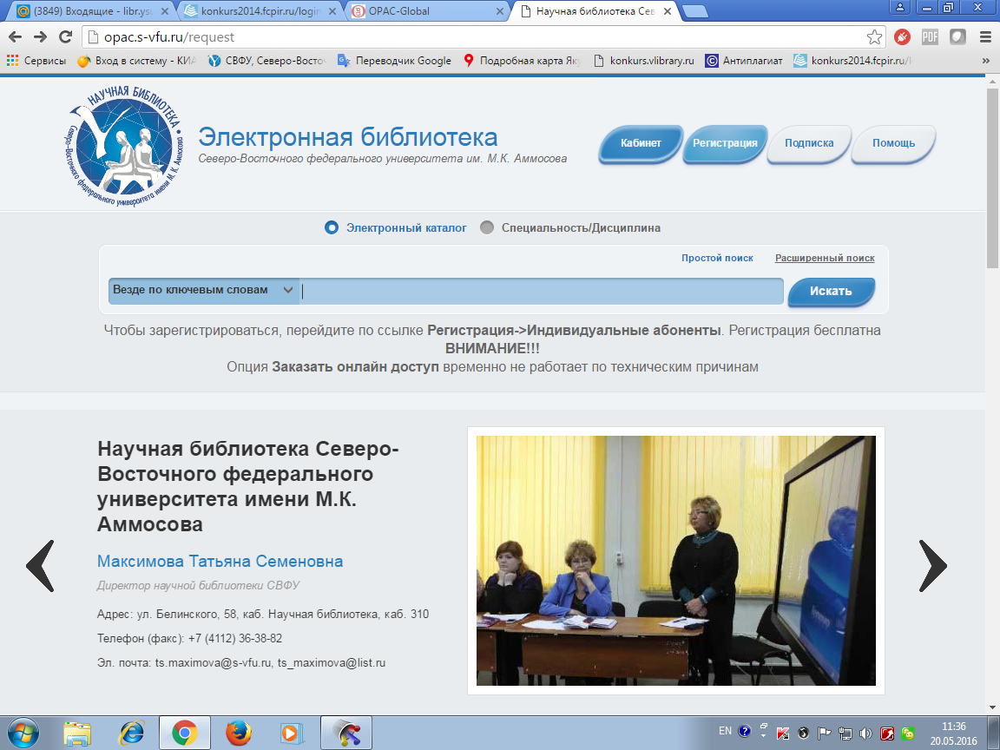 (3849) Входящие - libr.ysu
konkurs2014.fcpir.ru/login
OPAC-Global
Научная библиотека Сев
opac.s-vfu.ru/request
PDF
Сервисы
Вход в систему - КИА
СВФУ, Северо-Восто
Переводчик Google
Подробная карта Яку
konkurs.vlibrary.ru
Антиплагиат
konkurs2014.fcpir.ru/l
»
НАУЧНАЯ БИБЛИОТЕКА
Северо-Восточного федерального университета имени М. К. Аммосова
Электронная библиотека
Северо-Восточного федерального университета им. М.К. Аммосова
Кабинет
Регистрация
Подписка
Помощь
Электронный каталог
Специальность/Дисциплина
Простой поиск
Расширенный поиск
Везде по ключевым словам
Искать
Чтобы зарегистрироваться, перейдите по ссылке Регистрация->Индивидуальные абоненты. Регистрация бесплатна
ВНИМАНИЕ!!!
Опция Заказать онлайн доступ временно не работает по техническим причинам
Научная библиотека Северо-
Восточного федерального
университета имени М.К.
Аммосова
Максимова Татьяна Семеновна
Директор научной библиотеки СВФУ
Адрес: ул. Белинского, 58, каб. Научная библиотека, каб. 310
Телефон (факс): +7 (4112) 36-38-82
Эл. почта: ts.maximova@s-vfu.ru, ts_maximova@list.ru
EN
11:36
20.05.2016